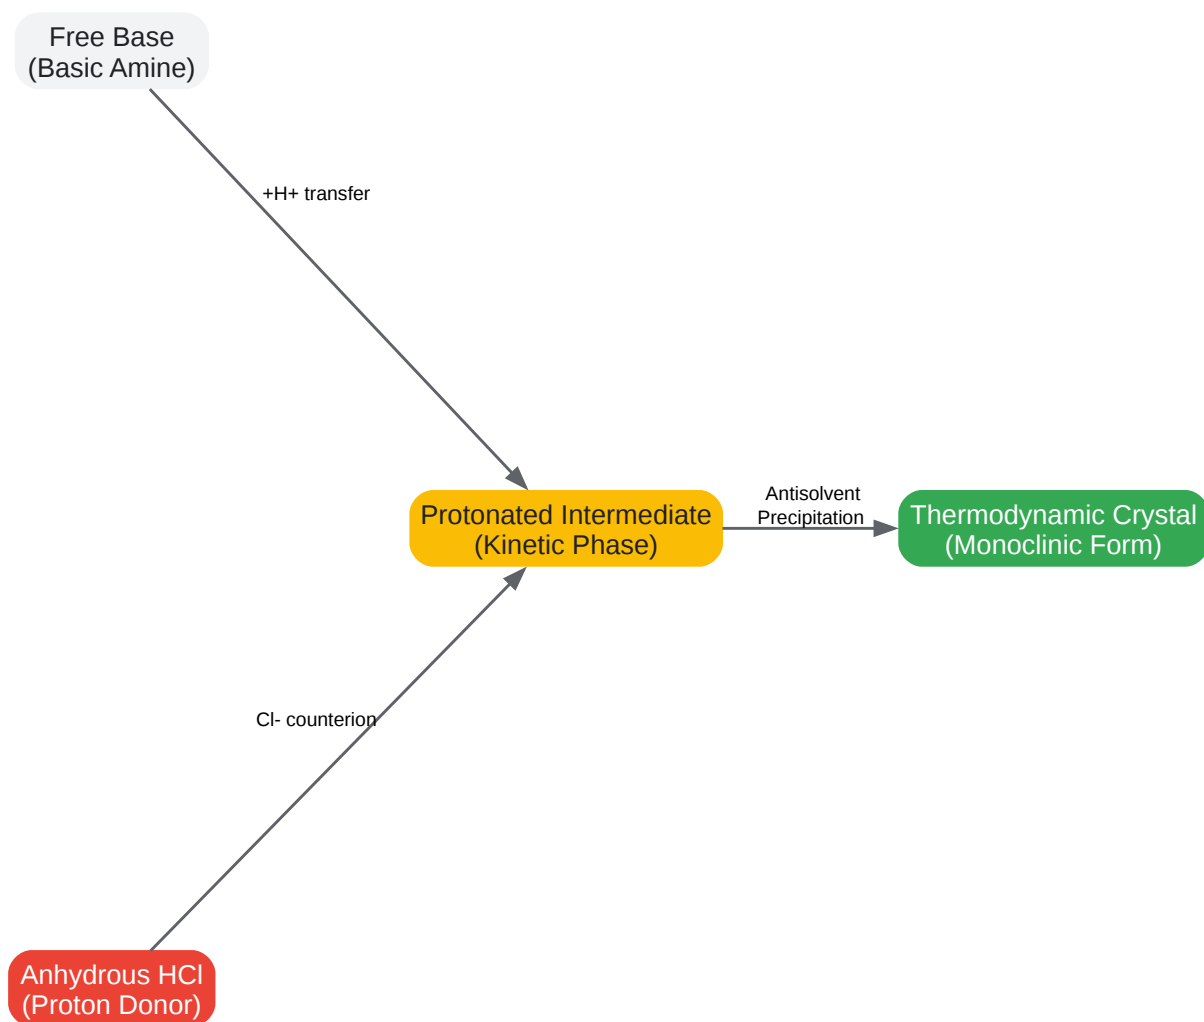 Free Base
(Basic Amine)
+H+ transfer
Protonated Intermediate
(Kinetic Phase)
Antisolvent
Precipitation
Thermodynamic Crystal
(Monoclinic Form)
Cl- counterion
Anhydrous HCl
(Proton Donor)